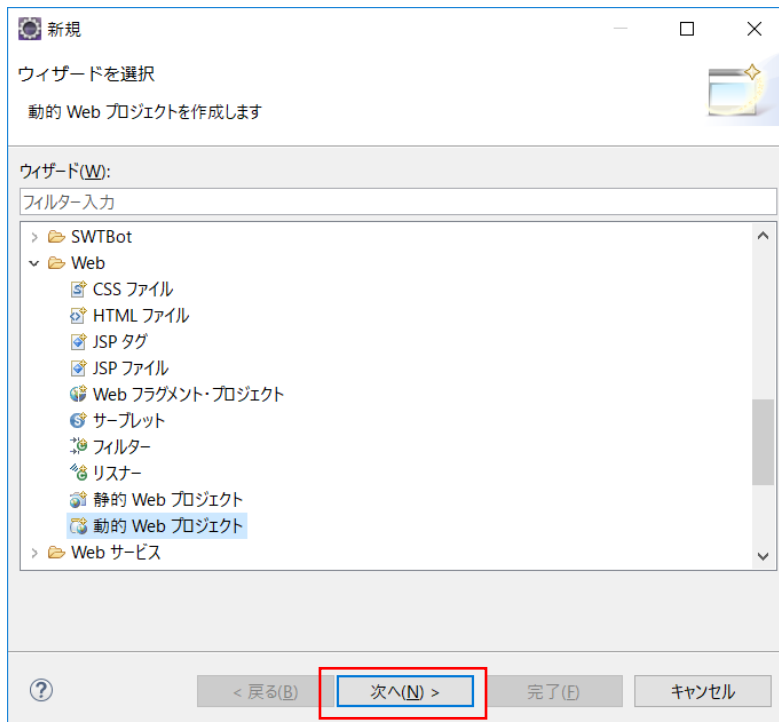 新規
ウィザードを選択
動的 Web プロジェクトを作成します
ウィザード(W):
フィルター入力
SWTBot
Web
CSS ファイル
HTML ファイル
JSP タグ
JSP ファイル
Web フラグメント・プロジェクト
サーブレット
フィルター
リスナー
静的 Web プロジェクト
動的 Web プロジェクト
Web サービス
< 戻る(B) 次へ(N) > 完了(F) キャンセル